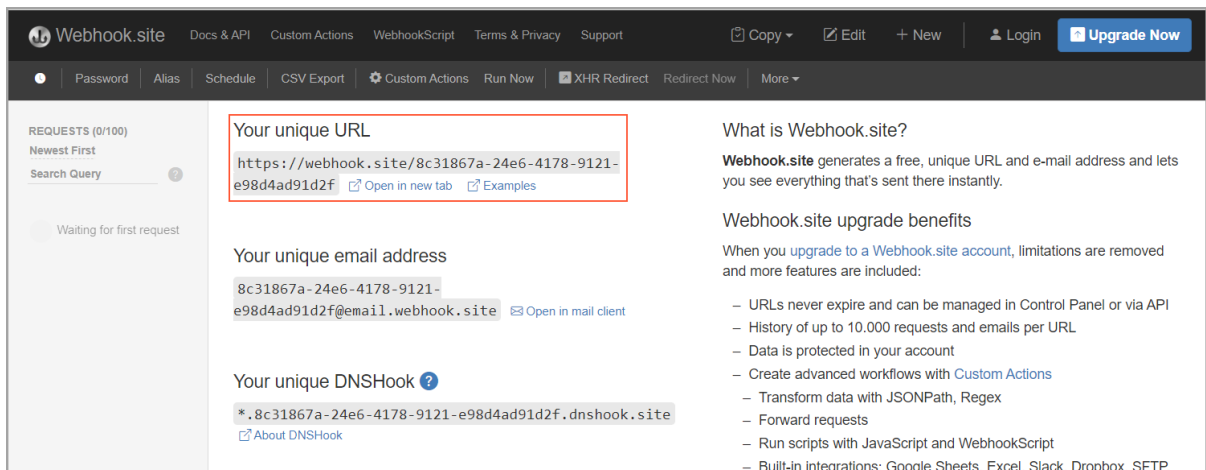 Webhook.site Docs & API Custom Actions WebhookScript Terms & Privacy Support Copy Edit + New Login Upgrade Now
Password Alias Schedule CSV Export Custom Actions Run Now XHR Redirect Redirect Now More
REQUESTS (0/100)
Newest First
Search Query ?
Waiting for first request
Your unique URL
https://webhook.site/8c31867a-24e6-4178-9121-
e98d4ad91d2f Open in new tab Examples
Your unique email address
8c31867a-24e6-4178-9121-
e98d4ad91d2f@email.webhook.site Open in mail client
Your unique DNSHook ?
*.8c31867a-24e6-4178-9121-e98d4ad91d2f.dnshook.site
About DNSHook
What is Webhook.site?
Webhook.site generates a free, unique URL and e-mail address and lets
you see everything that's sent there instantly.
Webhook.site upgrade benefits
When you upgrade to a Webhook.site account, limitations are removed
and more features are included:
– URLs never expire and can be managed in Control Panel or via API
– History of up to 10.000 requests and emails per URL
– Data is protected in your account
– Create advanced workflows with Custom Actions
– Transform data with JSONPath, Regex
– Forward requests
– Run scripts with JavaScript and WebhookScript
– Built-in integrations: Google Sheets, Excel, Slack, Dropbox, SFTP,